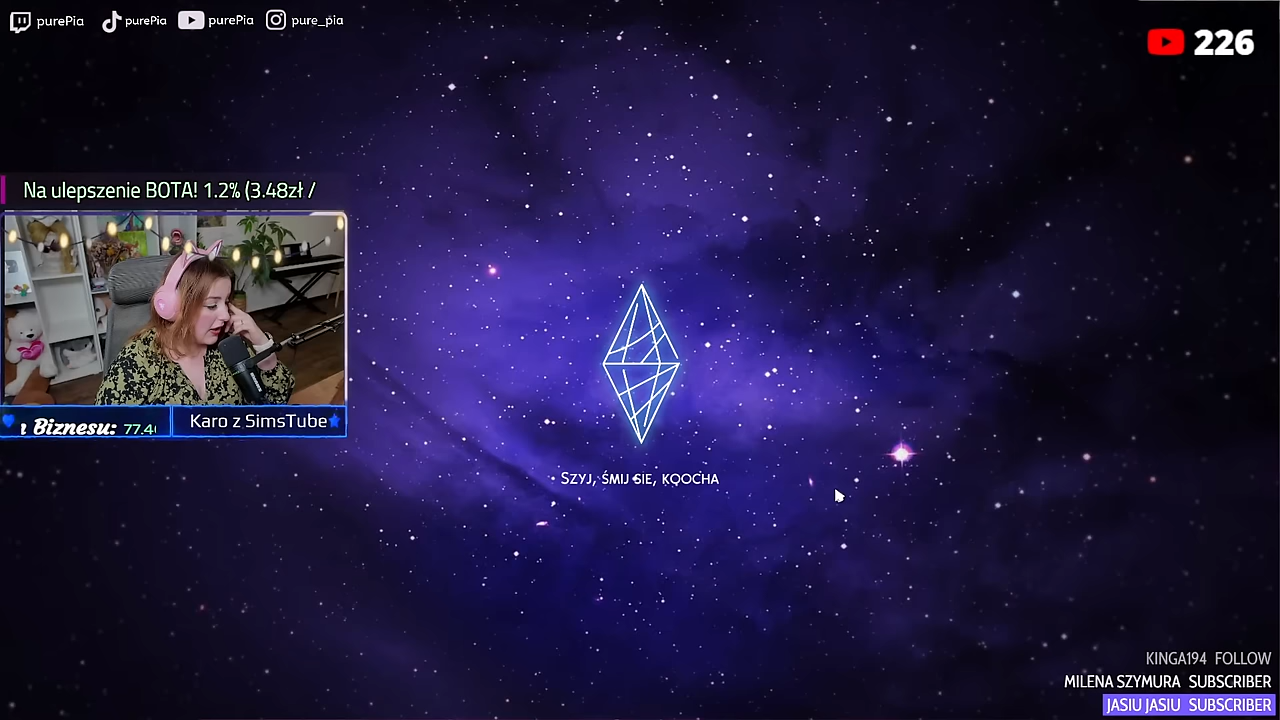 purePia
purePia
purePia
pure_pia
226
Na ulepszenie BOTA! 1.2% (3.48zł /
Biznesu: 77.4
Karo z SimsTube
SZYJ, ŚMIJ SIE, KOOCHA
KINGA194 FOLLOW
MILENA SZYMURA SUBSCRIBER
JASIU JASIU SUBSCRIBER